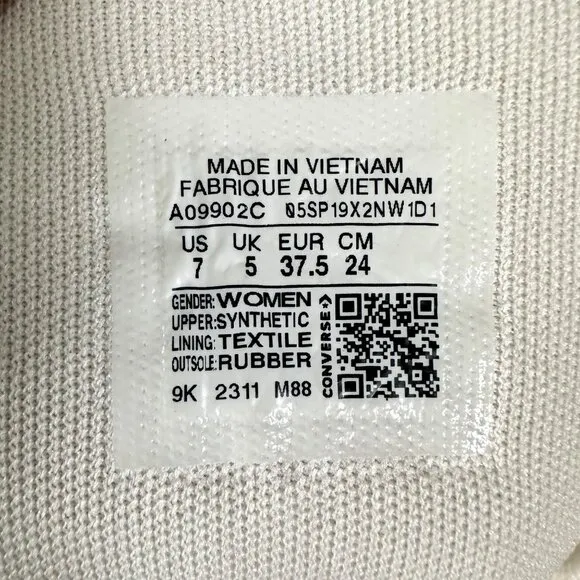 MADE IN VIETNAM
FABRIQUE AU VIETNAM
A09902C 05SP19X2NW1D1
US UK EUR CM
7 5 37.5 24
GENDER: WOMEN
UPPER: SYNTHETIC
LINING: TEXTILE
OUTSOLE: RUBBER
CONVERSE
9K 2311 M88